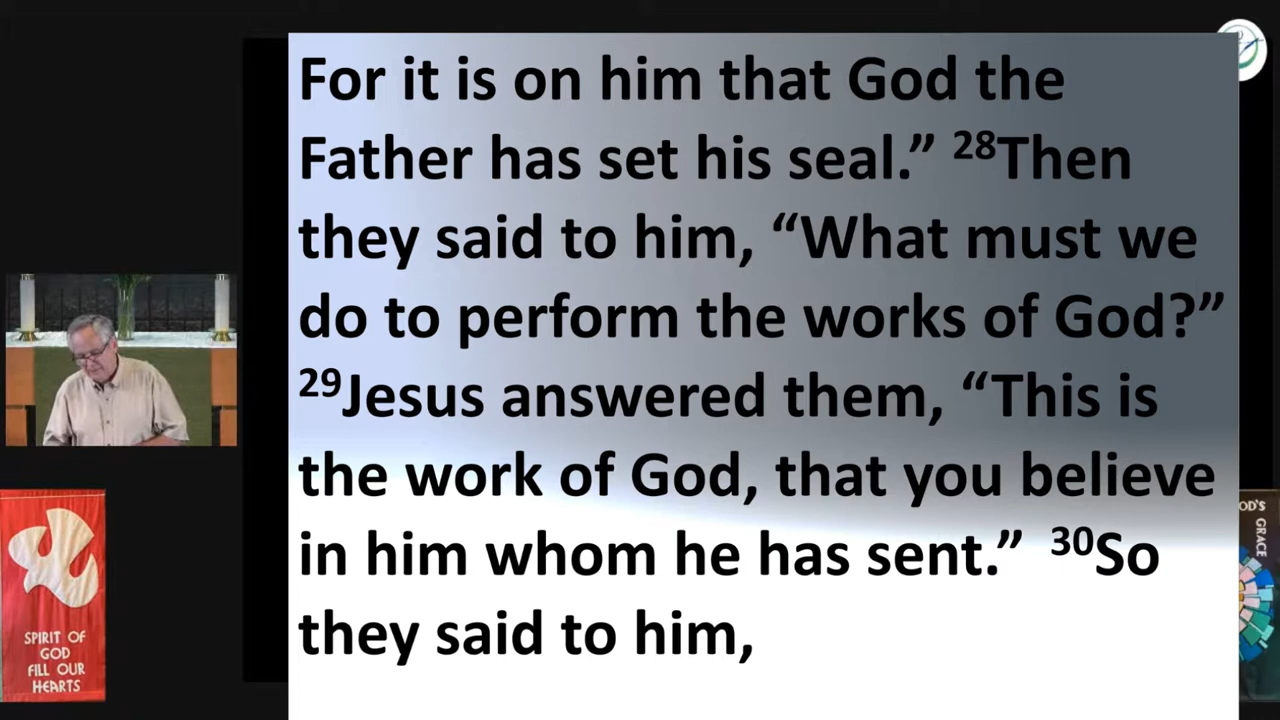 For it is on him that God the
Father has set his seal.” ²⁸Then
they said to him, “What must we
do to perform the works of God?”
²⁹Jesus answered them, “This is
the work of God, that you believe
in him whom he has sent.” ³⁰So
they said to him,
SPIRIT OF
GOD
FILL OUR
HEARTS
GRACE